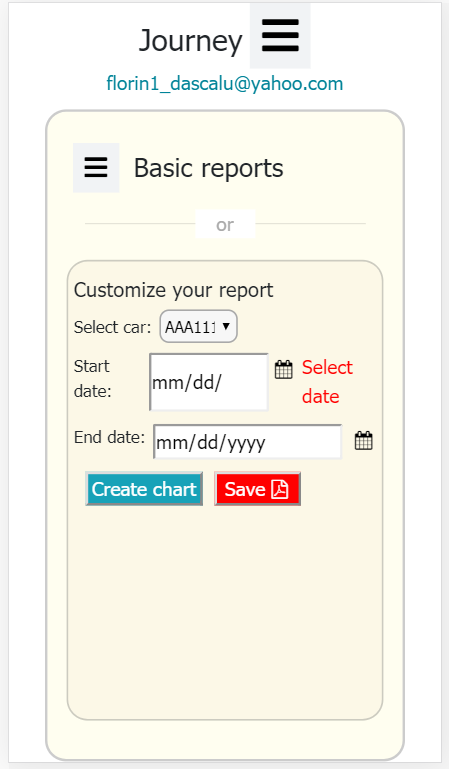 Journey
florin1_dascalu@yahoo.com
Basic reports
or
Customize your report
Select car: AAA111
Start date: mm/dd/ Select date
End date: mm/dd/yyyy
Create chart Save